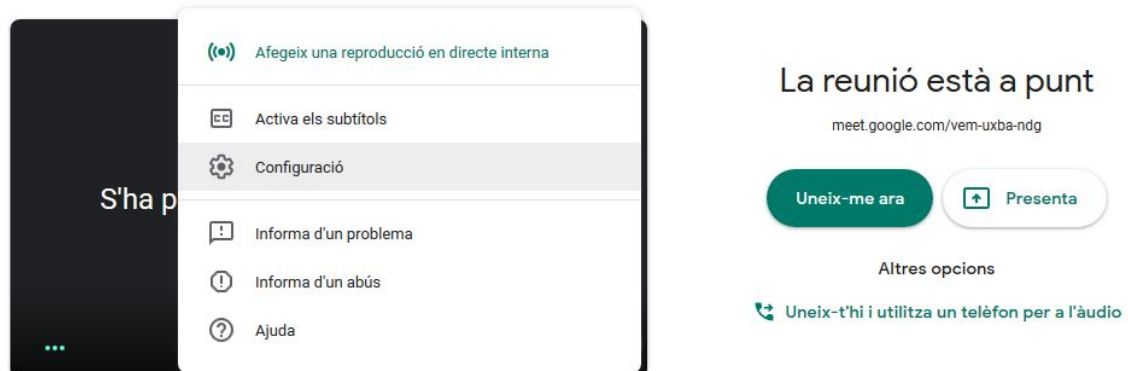 Afegeix una reproducció en directe interna
Activa els subtítols
Configuració
S'ha p
Informa d'un problema
Informa d'un abús
Ajuda
La reunió està a punt
meet.google.com/vem-uxba-ndg
Uneix-me ara
Presenta
Altres opcions
Uneix-t'hi i utilitza un telèfon per a l'àudio